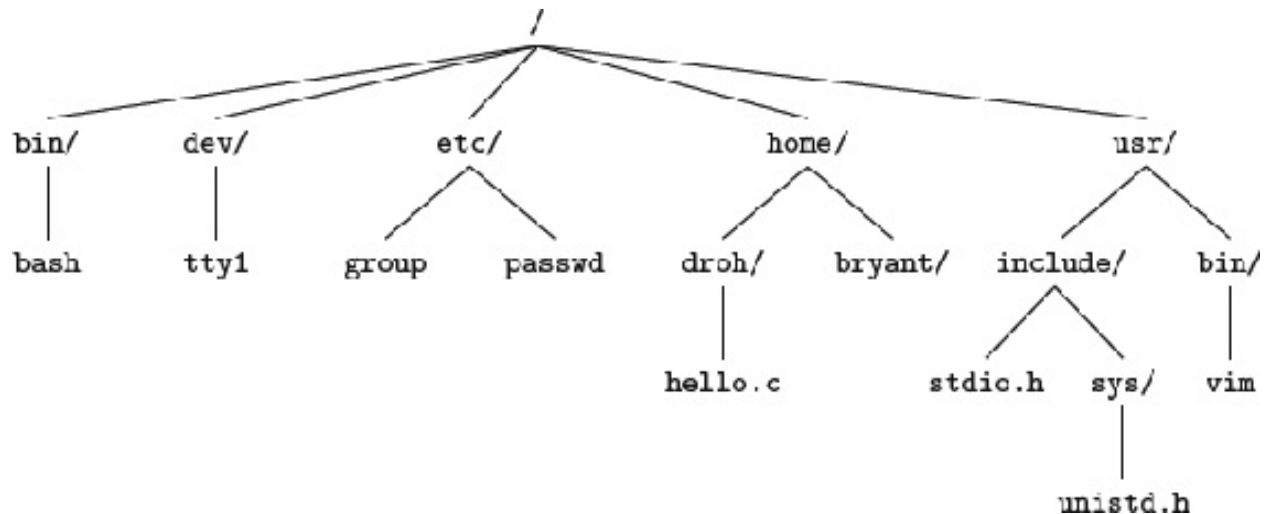 /
bin/ dev/ etc/ home/ usr/
bash tty1 group passwd droh/ bryant/ include/ bin/
hello.c stdio.h sys/ vim
unistd.h